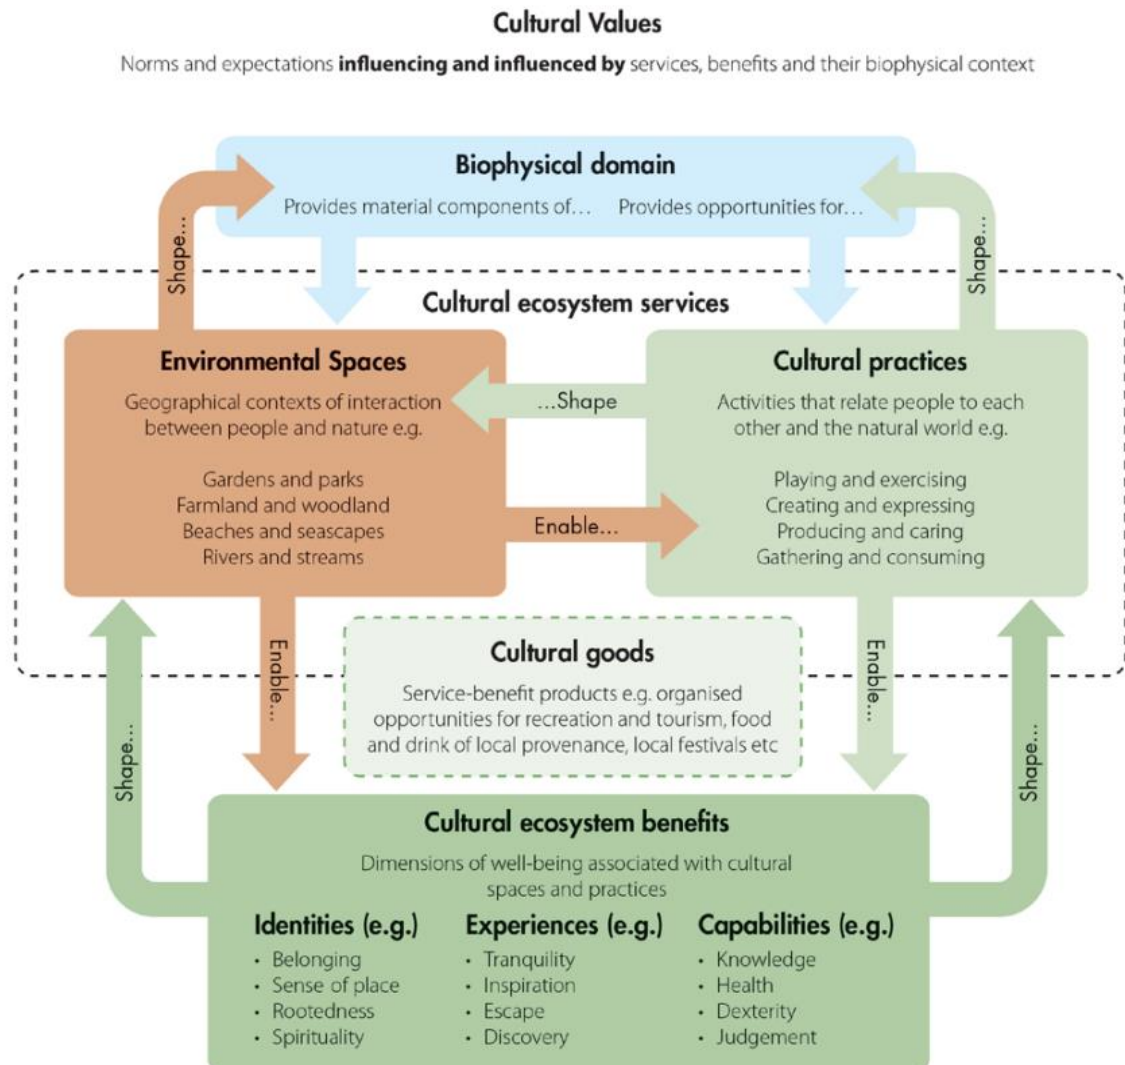 Cultural Values
Norms and expectations influencing and influenced by services, benefits and their biophysical context
Biophysical domain
Provides material components of... Provides opportunities for...
Shape...
Shape...
Cultural ecosystem services
Environmental Spaces
Geographical contexts of interaction
between people and nature e.g.
Gardens and parks
Farmland and woodland
Beaches and seascapes
Rivers and streams
...Shape
Enable...
Cultural practices
Activities that relate people to each
other and the natural world e.g.
Playing and exercising
Creating and expressing
Producing and caring
Gathering and consuming
Enable...
Enable...
Cultural goods
Service-benefit products e.g. organised
opportunities for recreation and tourism, food
and drink of local provenance, local festivals etc
Shape...
Shape...
Cultural ecosystem benefits
Dimensions of well-being associated with cultural
spaces and practices
Identities (e.g.)
• Belonging
• Sense of place
• Rootedness
• Spirituality
Experiences (e.g.)
• Tranquility
• Inspiration
• Escape
• Discovery
Capabilities (e.g.)
• Knowledge
• Health
• Dexterity
• Judgement